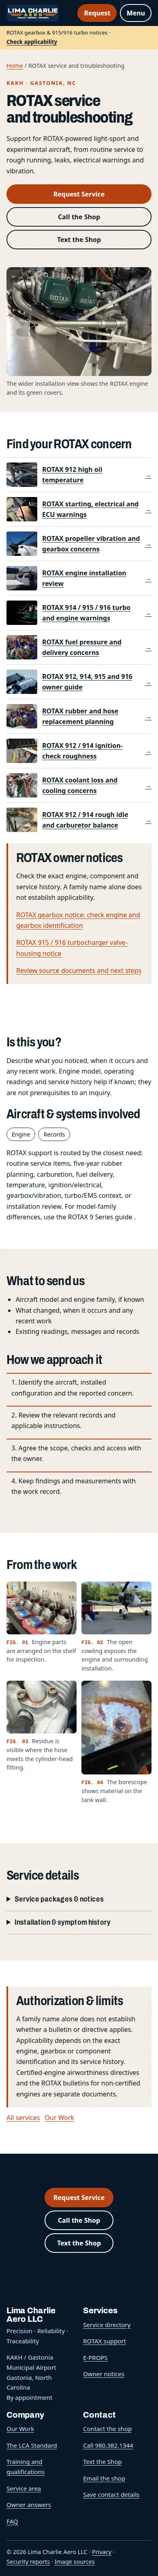 LIMA CHARLIE
AERO
Request
Menu
ROTAX gearbox & 915/916 turbo notices ·
Check applicability
Home / ROTAX service and troubleshooting
KAKH · GASTONIA, NC
ROTAX service
and troubleshooting
Support for ROTAX-powered light-sport and
experimental aircraft, from routine service to
rough running, leaks, electrical warnings and
vibration.
Request Service
Call the Shop
Text the Shop
The wider installation view shows the ROTAX engine
and its green covers.
Find your ROTAX concern
ROTAX 912 high oil
temperature →
ROTAX starting, electrical and
ECU warnings →
ROTAX propeller vibration and
gearbox concerns →
ROTAX engine installation
review →
ROTAX 914 / 915 / 916 turbo
and engine warnings →
ROTAX fuel pressure and
delivery concerns →
ROTAX 912, 914, 915 and 916
owner guide →
ROTAX rubber and hose
replacement planning →
ROTAX 912 / 914 ignition-
check roughness →
ROTAX coolant loss and
cooling concerns →
ROTAX 912 / 914 rough idle
and carburetor balance →
ROTAX owner notices
Check the exact engine, component and
service history. A family name alone does
not establish applicability.
ROTAX gearbox notice: check engine and
gearbox identification
ROTAX 915 / 916 turbocharger valve-
housing notice
Review source documents and next steps
Is this you?
Describe what you noticed, when it occurs and
any recent work. Engine model, operating
readings and service history help if known; they
are not prerequisites to an inquiry.
Aircraft & systems involved
Engine
Records
ROTAX support is routed by the closest need:
routine service items, five-year rubber
planning, carburetion, fuel delivery,
temperature, ignition/electrical,
gearbox/vibration, turbo/EMS context, or
installation review. For model-family
differences, use the ROTAX 9 Series guide .
What to send us
• Aircraft model and engine family, if known
• What changed, when it occurs and any
recent work
• Existing readings, messages and records
How we approach it
1. Identify the aircraft, installed
configuration and the reported concern.
2. Review the relevant records and
applicable instructions.
3. Agree the scope, checks and access with
the owner.
4. Keep findings and measurements with
the work record.
From the work
FIG. 01 Engine parts
are arranged on the shelf
for inspection.
FIG. 02 The open
cowling exposes the
engine and surrounding
installation.
FIG. 03 Residue is
visible where the hose
meets the cylinder-head
fitting.
FIG. 04 The borescope
shows material on the
tank wall.
Service details
▶ Service packages & notices
▶ Installation & symptom history
Authorization & limits
A family name alone does not establish
whether a bulletin or directive applies.
Applicability depends on the exact
engine, gearbox or component
identification and its service history.
Certified-engine airworthiness directives
and the ROTAX bulletins for non-certified
engines are separate documents.
All services Our Work
Request Service
Call the Shop
Text the Shop
Lima Charlie
Aero LLC
Precision · Reliability ·
Traceability
KAKH / Gastonia
Municipal Airport
Gastonia, North
Carolina
By appointment
Services
Service directory
ROTAX support
E-PROPS
Owner notices
Company
Our Work
The LCA Standard
Training and
qualifications
Service area
Owner answers
FAQ
Contact
Contact the shop
Call 980.382.1344
Text the Shop
Email the shop
Save contact details
© 2026 Lima Charlie Aero LLC · Privacy ·
Security reports · Image sources